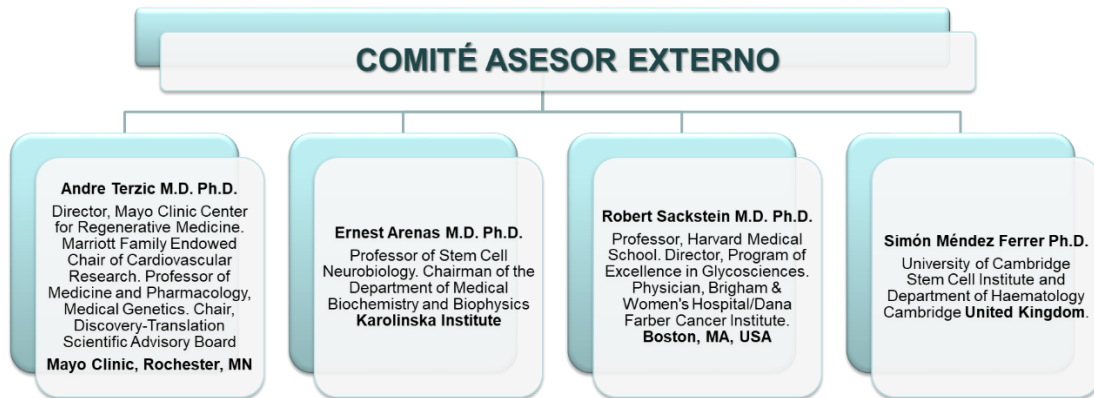 COMITÉ ASESOR EXTERNO
Andre Terzic M.D. Ph.D.
Director, Mayo Clinic Center
for Regenerative Medicine.
Marriott Family Endowed
Chair of Cardiovascular
Research. Professor of
Medicine and Pharmacology,
Medical Genetics. Chair,
Discovery-Translation
Scientific Advisory Board
Mayo Clinic, Rochester, MN
Ernest Arenas M.D. Ph.D.
Professor of Stem Cell
Neurobiology. Chairman of the
Department of Medical
Biochemistry and Biophysics
Karolinska Institute
Robert Sackstein M.D. Ph.D.
Professor, Harvard Medical
School. Director, Program of
Excellence in Glycosciences.
Physician, Brigham &
Women's Hospital/Dana
Farber Cancer Institute.
Boston, MA, USA
Simón Méndez Ferrer Ph.D.
University of Cambridge
Stem Cell Institute and
Department of Haematology
Cambridge United Kingdom.